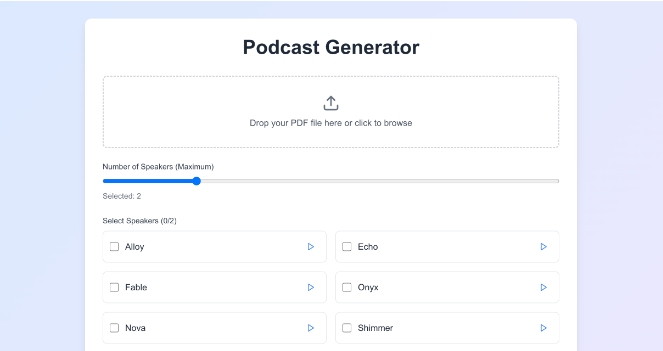 Podcast Generator
Drop your PDF file here or click to browse
Number of Speakers (Maximum)
Selected: 2
Select Speakers (0/2)
Alloy
Echo
Fable
Onyx
Nova
Shimmer